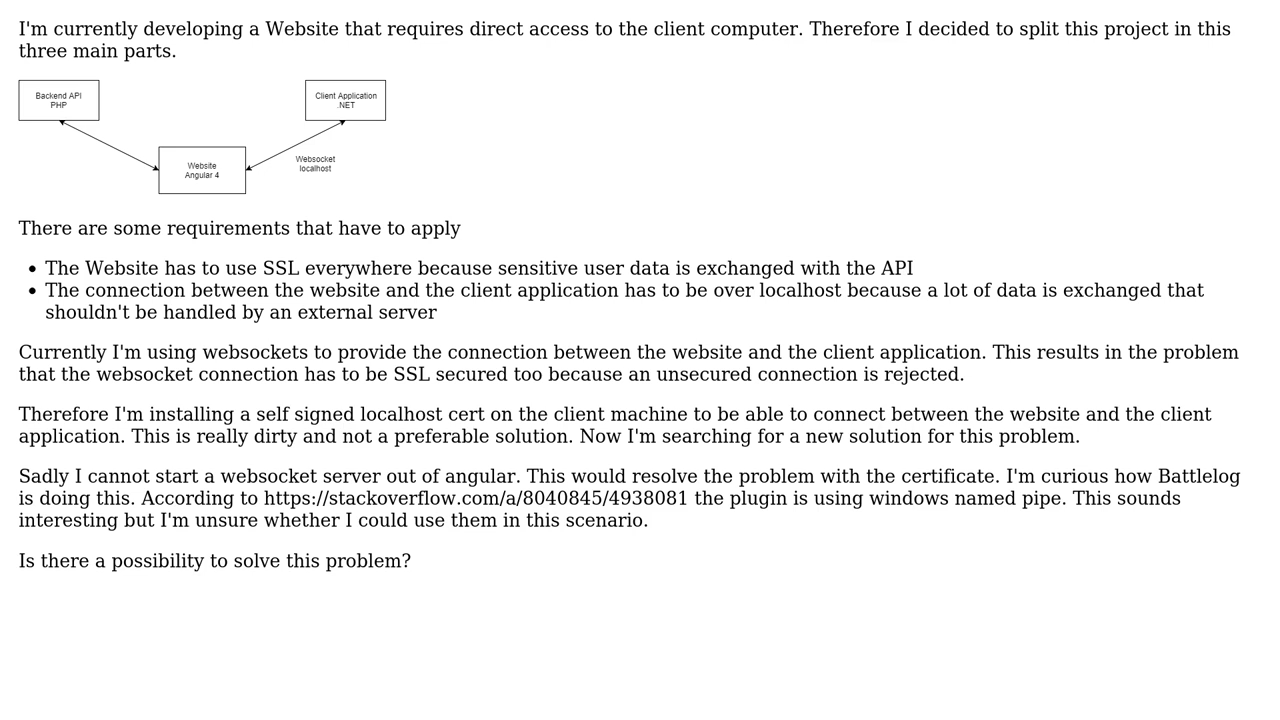 I'm currently developing a Website that requires direct access to the client computer. Therefore I decided to split this project in this
three main parts.
Backend API
PHP
Client Application
.NET
Website
Angular 4
Websocket
localhost
There are some requirements that have to apply
• The Website has to use SSL everywhere because sensitive user data is exchanged with the API
• The connection between the website and the client application has to be over localhost because a lot of data is exchanged that
shouldn't be handled by an external server
Currently I'm using websockets to provide the connection between the website and the client application. This results in the problem
that the websocket connection has to be SSL secured too because an unsecured connection is rejected.
Therefore I'm installing a self signed localhost cert on the client machine to be able to connect between the website and the client
application. This is really dirty and not a preferable solution. Now I'm searching for a new solution for this problem.
Sadly I cannot start a websocket server out of angular. This would resolve the problem with the certificate. I'm curious how Battlelog
is doing this. According to https://stackoverflow.com/a/8040845/4938081 the plugin is using windows named pipe. This sounds
interesting but I'm unsure whether I could use them in this scenario.
Is there a possibility to solve this problem?